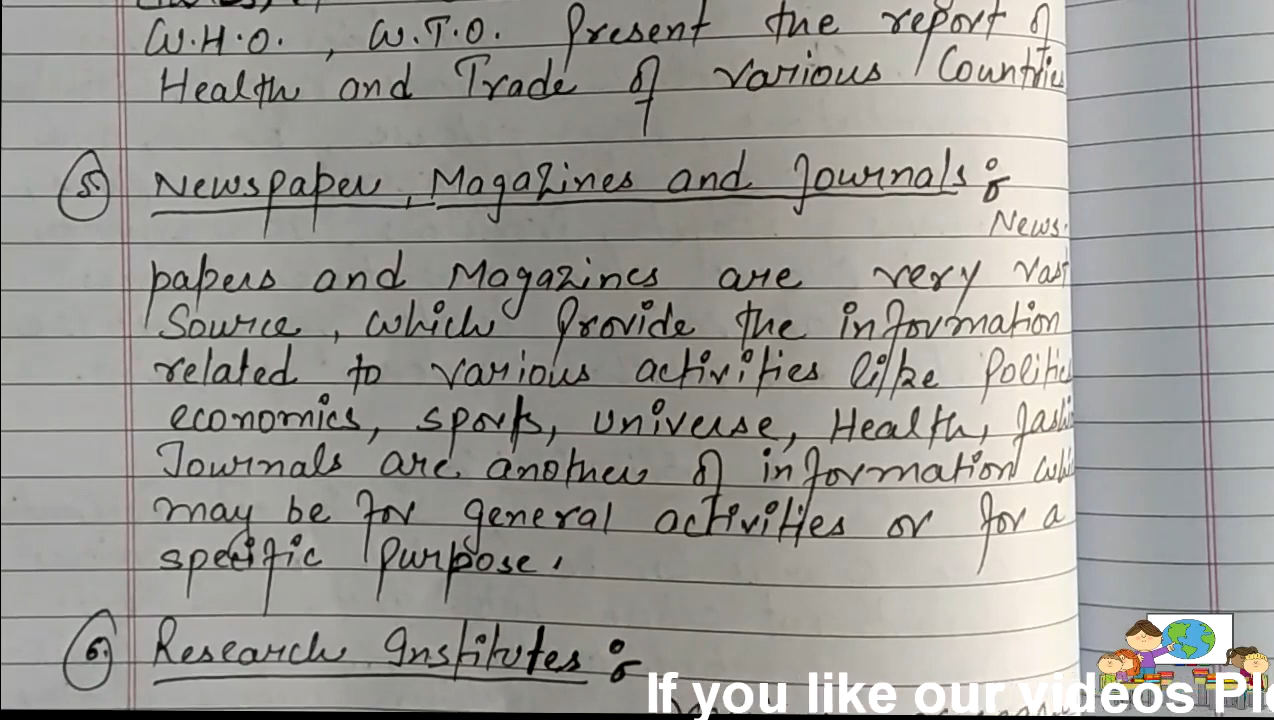 W.H.O. , W.T.O. Present the report of
Health and Trade of various Countries
5. Newspaper, Magazines and Journals :
News-
papers and Magazines are very vast
Source, which Provide the information
related to various activities like Politics
economics, sports, universe, Health, fashion
Journals are another of information which
may be for general activities or for a
specific purpose.
6. Research Institutes :
If you like our videos Ple